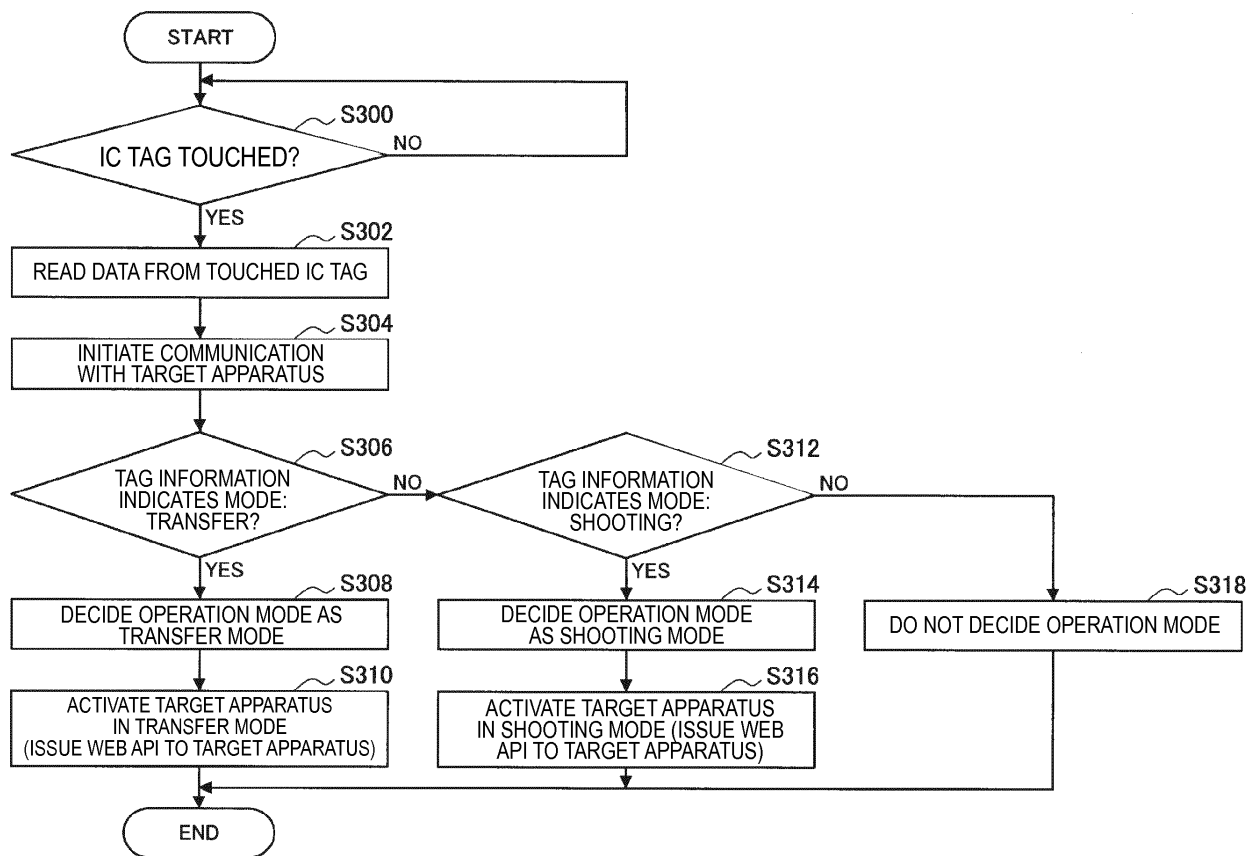 START
S300
IC TAG TOUCHED?
NO
YES
S302
READ DATA FROM TOUCHED IC TAG
S304
INITIATE COMMUNICATION
WITH TARGET APPARATUS
S306
TAG INFORMATION
INDICATES MODE:
TRANSFER?
NO
YES
S312
TAG INFORMATION
INDICATES MODE:
SHOOTING?
NO
YES
S308
DECIDE OPERATION MODE AS
TRANSFER MODE
S314
DECIDE OPERATION MODE
AS SHOOTING MODE
S318
DO NOT DECIDE OPERATION MODE
S310
ACTIVATE TARGET APPARATUS
IN TRANSFER MODE
(ISSUE WEB API TO TARGET APPARATUS)
S316
ACTIVATE TARGET APPARATUS
IN SHOOTING MODE (ISSUE WEB
API TO TARGET APPARATUS)
END